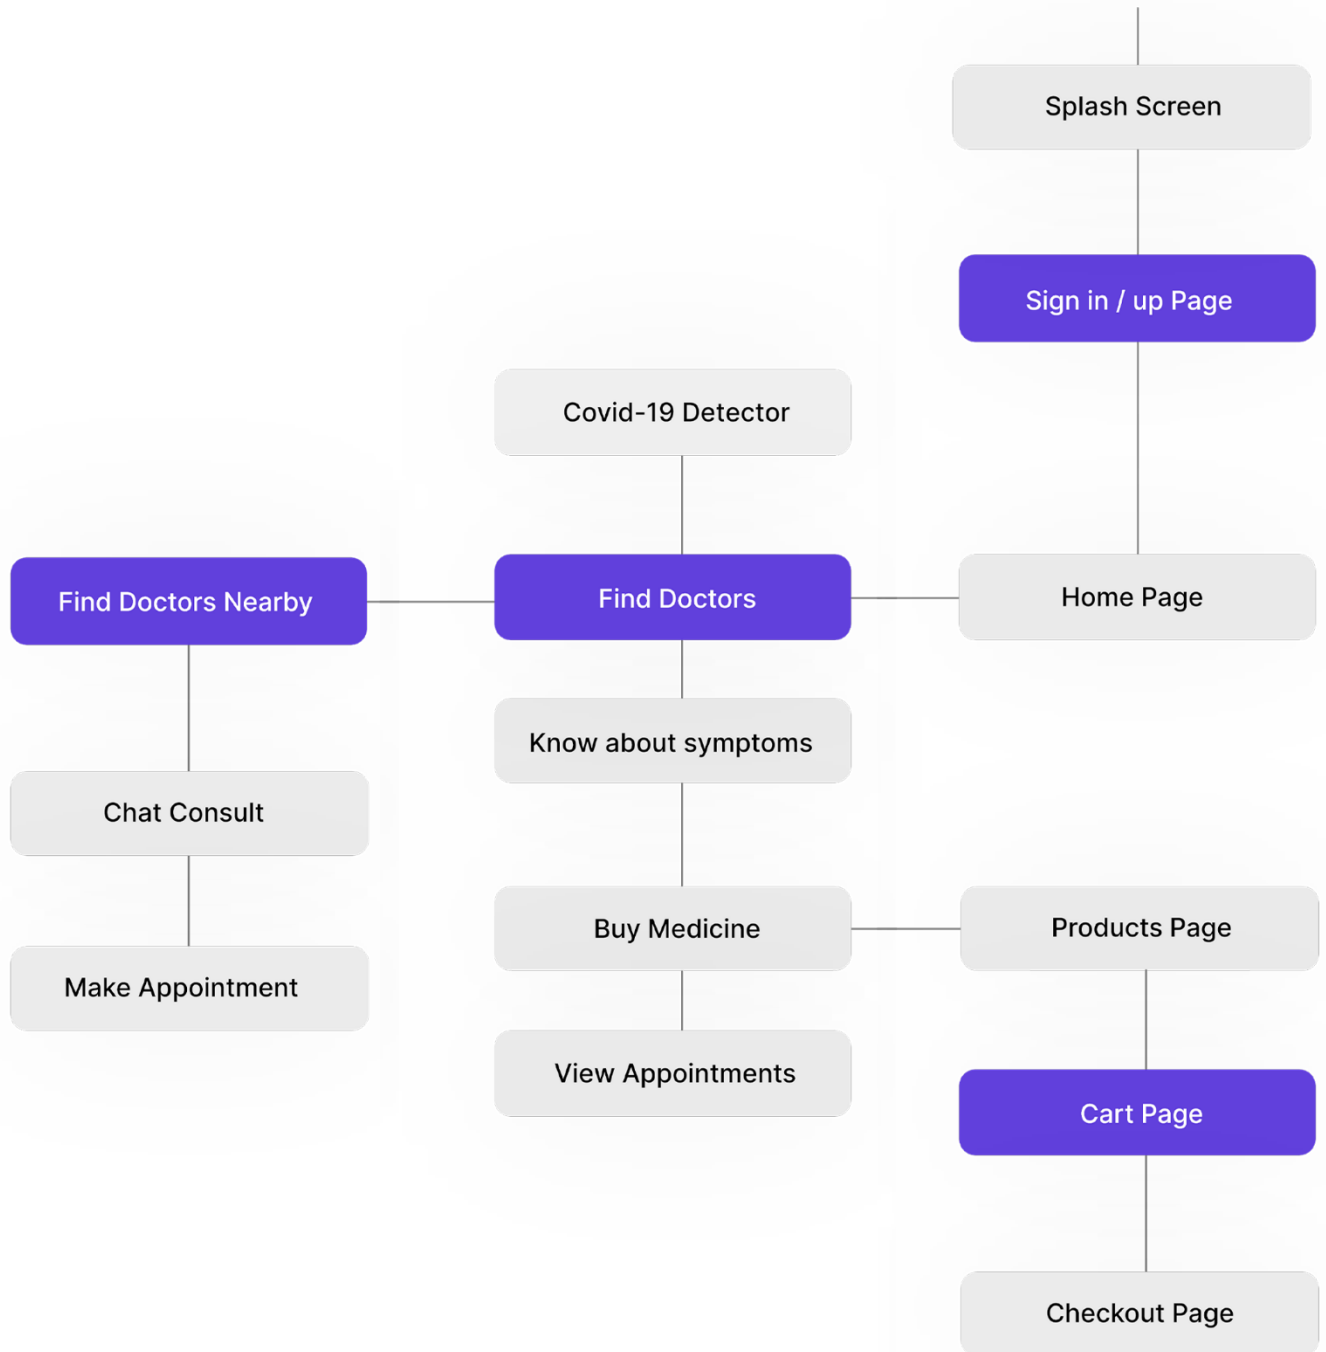 Splash Screen
Sign in / up Page
Covid-19 Detector
Find Doctors Nearby
Find Doctors
Home Page
Know about symptoms
Chat Consult
Buy Medicine
Products Page
Make Appointment
View Appointments
Cart Page
Checkout Page